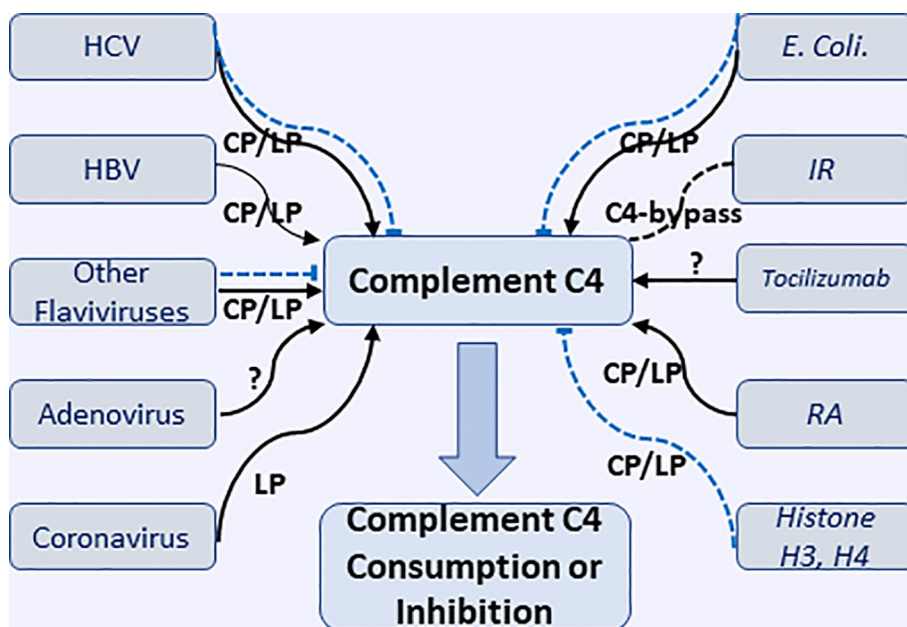 HCV
E. Coli.
CP/LP
CP/LP
HBV
IR
CP/LP
C4-bypass
Other
Flaviviruses
CP/LP
Complement C4
?
Tocilizumab
Adenovirus
?
CP/LP
RA
LP
CP/LP
Coronavirus
Complement C4
Consumption or
Inhibition
Histone
H3, H4